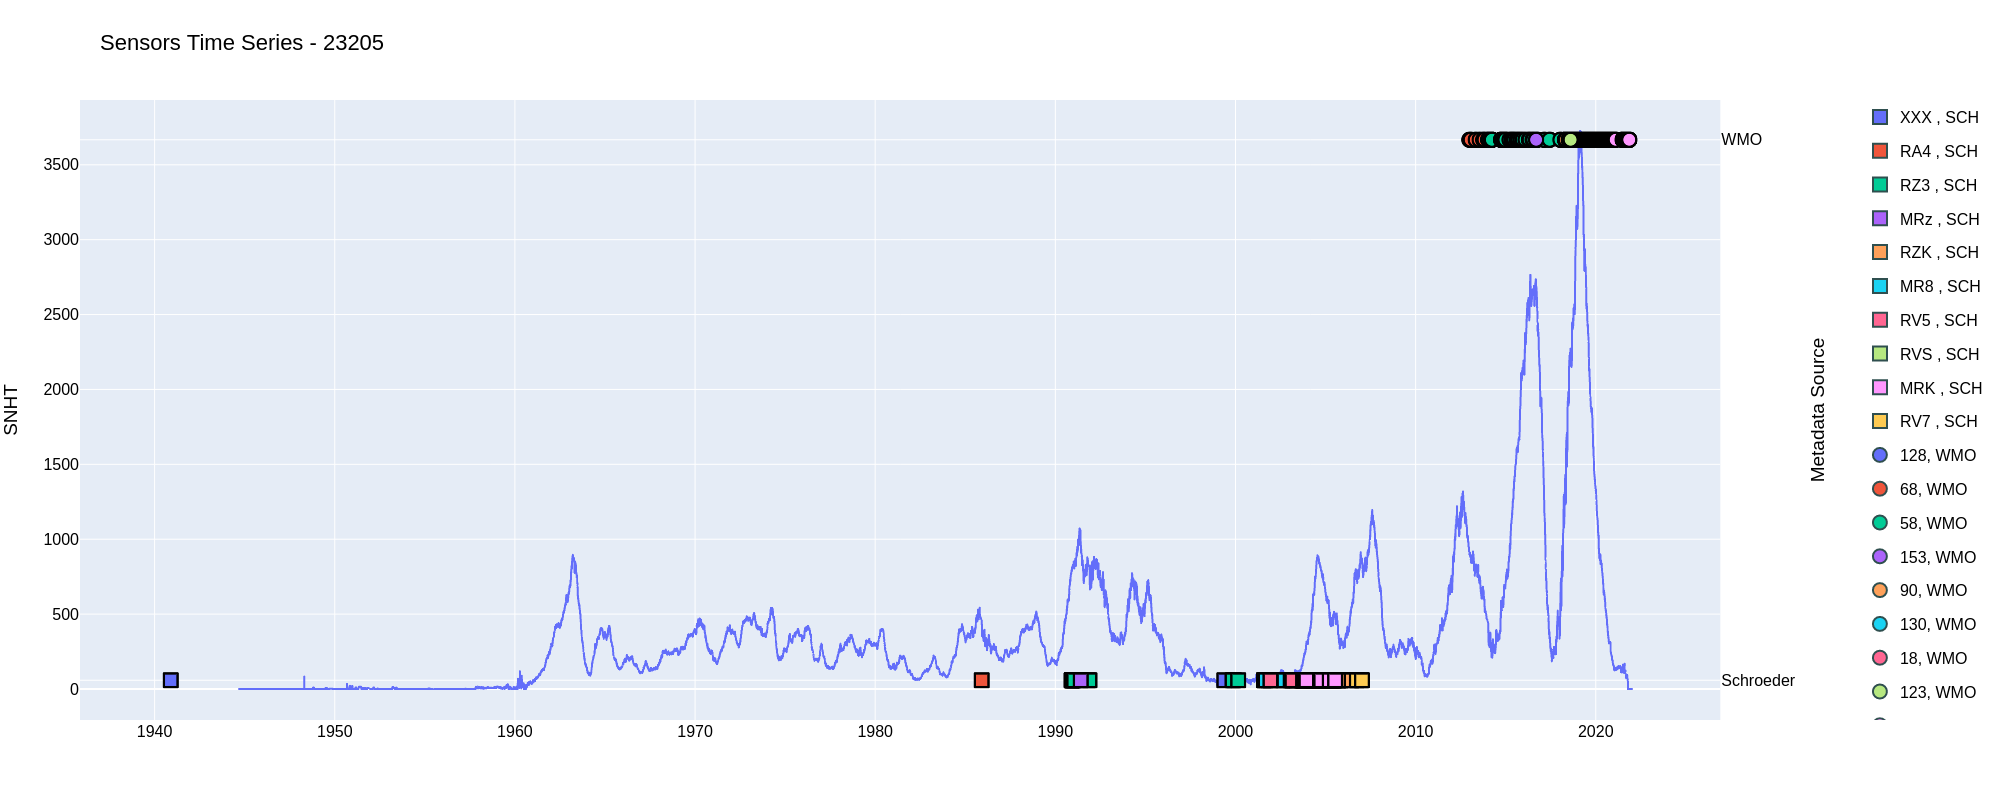 Sensors Time Series - 23205
SNHT
3500
3000
2500
2000
1500
1000
500
0
1940
1950
1960
1970
1980
1990
2000
2010
2020
WMO
Schroeder
Metadata Source
XXX , SCH
RA4 , SCH
RZ3 , SCH
MRz , SCH
RZK , SCH
MR8 , SCH
RV5 , SCH
RVS , SCH
MRK , SCH
RV7 , SCH
128, WMO
68, WMO
58, WMO
153, WMO
90, WMO
130, WMO
18, WMO
123, WMO